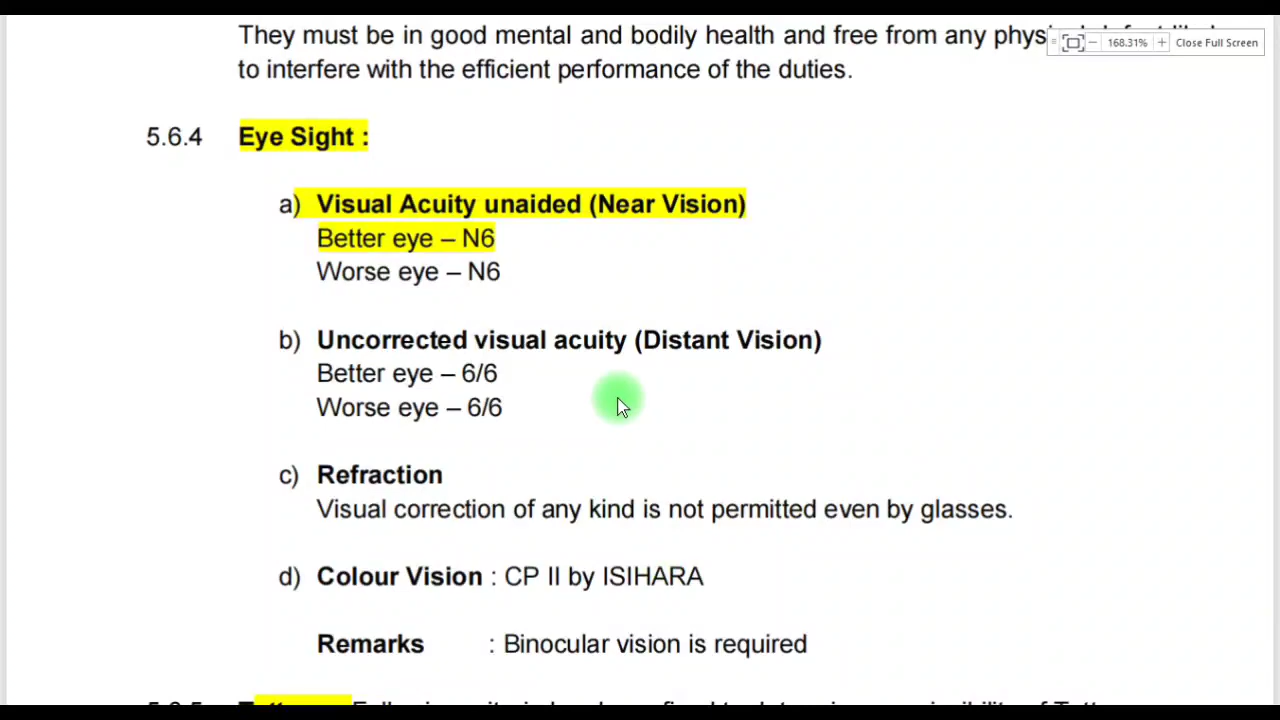 They must be in good mental and bodily health and free from any
168.31%
Close Full Screen
to interfere with the efficient performance of the duties.
5.6.4 Eye Sight :
a) Visual Acuity unaided (Near Vision)
Better eye – N6
Worse eye – N6
b) Uncorrected visual acuity (Distant Vision)
Better eye – 6/6
Worse eye – 6/6
c) Refraction
Visual correction of any kind is not permitted even by glasses.
d) Colour Vision : CP II by ISIHARA
Remarks : Binocular vision is required